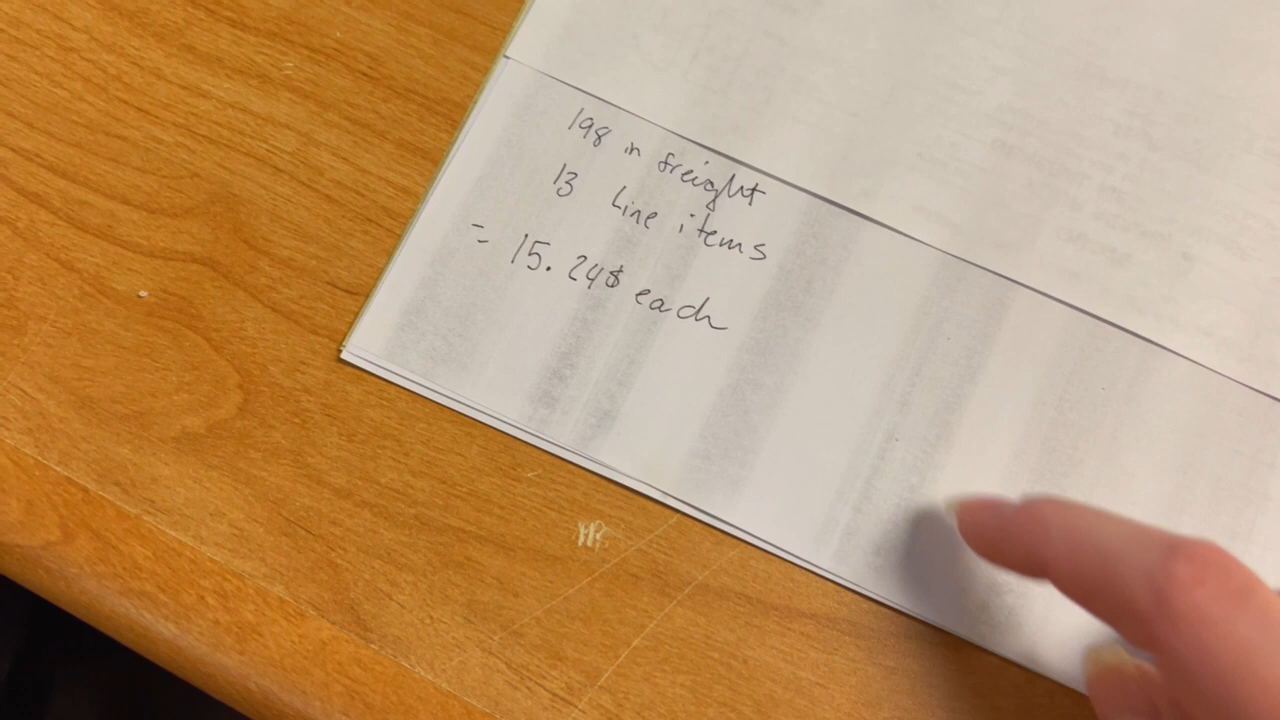 198 in freight
13 Line items
= 15.24$ each